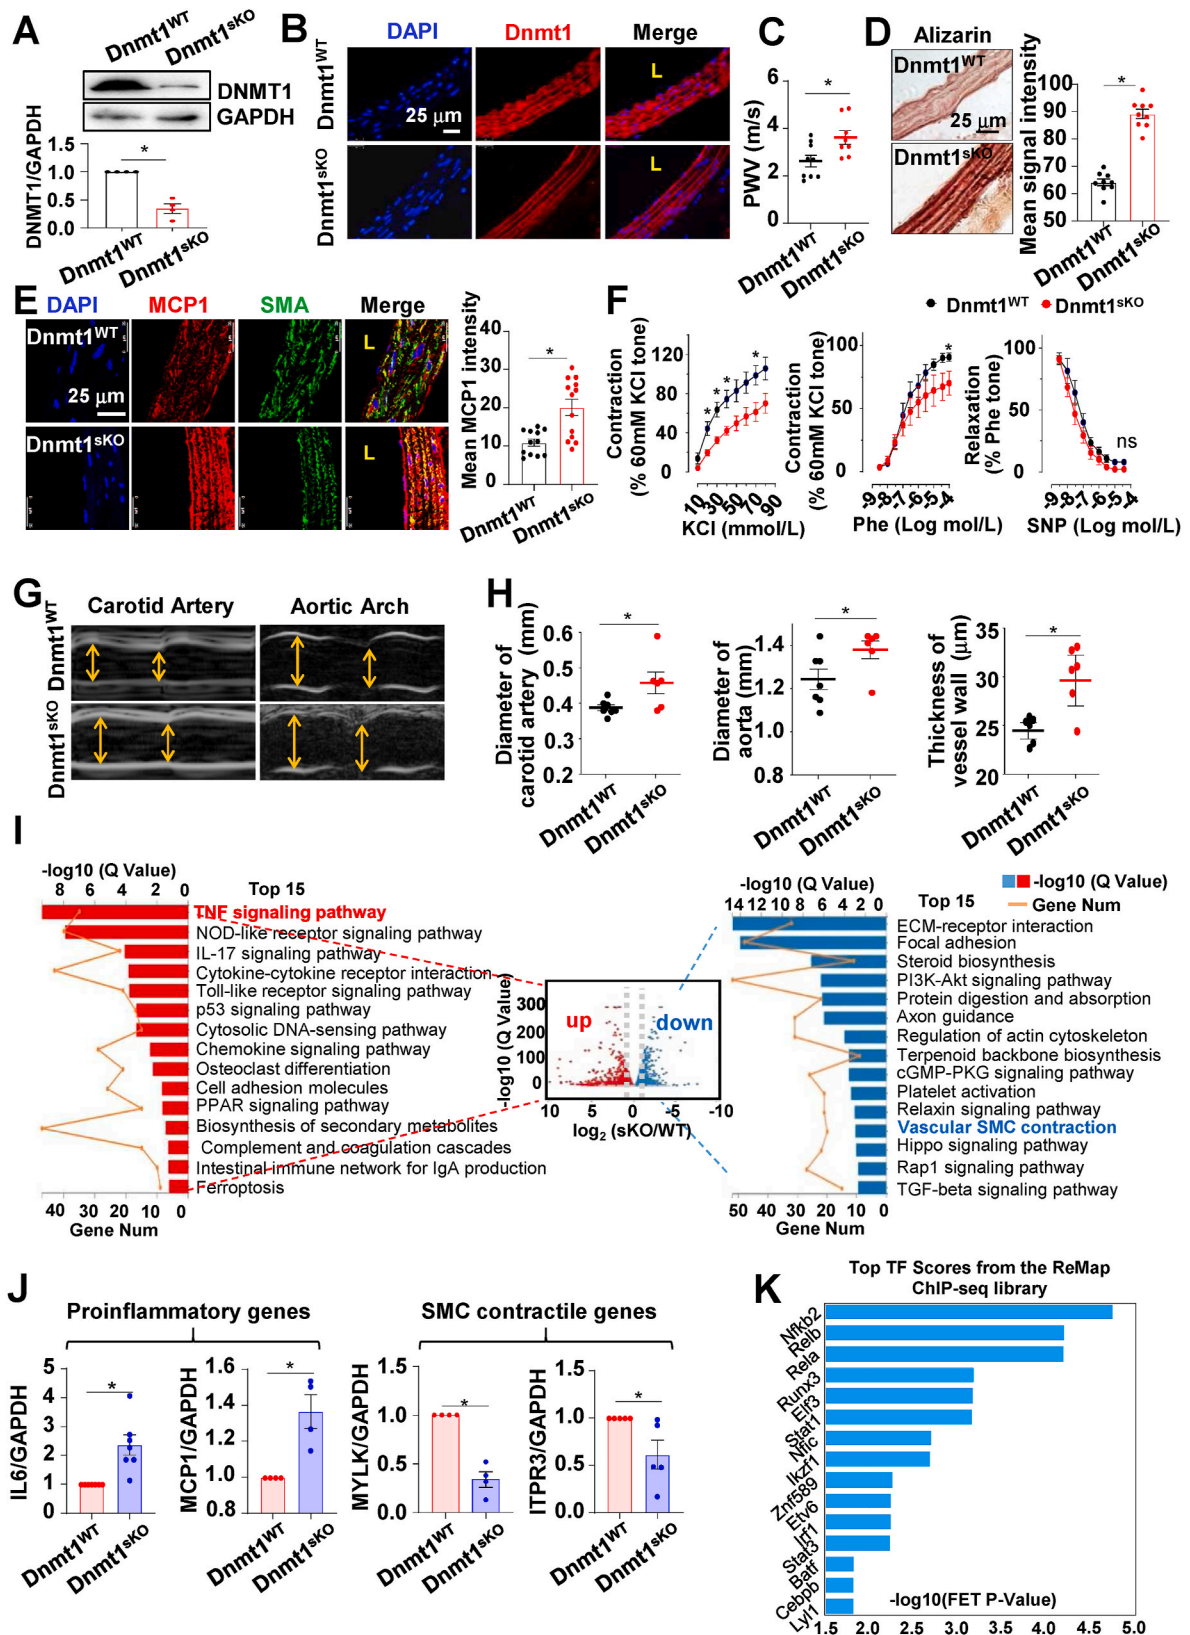 A
Dnmt1WT
Dnmt1sKO
DNMT1
GAPDH
DNMT1/GAPDH
1.5
1.0
0.5
0.0
*
Dnmt1WT
Dnmt1sKO
B
DAPI
Dnmt1
Merge
Dnmt1WT
25 µm
L
Dnmt1sKO
L
C
PWV (m/s)
6
4
2
0
*
Dnmt1WT
Dnmt1sKO
D
Alizarin
Dnmt1WT
25 µm
Dnmt1sKO
Mean signal intensity
100
90
80
70
60
50
*
Dnmt1WT
Dnmt1sKO
E
DAPI
MCP1
SMA
Merge
Dnmt1WT
25 µm
L
Dnmt1sKO
L
Mean MCP1 intensity
40
30
20
10
0
*
Dnmt1WT
Dnmt1sKO
F
Dnmt1WT
Dnmt1sKO
Contraction
(% 60mM KCl tone)
120
80
40
0
* * * *
10 30 50 70 90
KCl (mmol/L)
Contraction
(% 60mM KCl tone)
100
50
0
*
-9 -8 -7 -6 -5 -4
Phe (Log mol/L)
Relaxation
(% Phe tone)
100
50
0
ns
-9 -8 -7 -6 -5 -4
SNP (Log mol/L)
G
Carotid Artery
Aortic Arch
Dnmt1WT
Dnmt1sKO
H
Diameter of
carotid artery (mm)
0.6
0.5
0.4
0.3
0.2
*
Dnmt1WT
Dnmt1sKO
Diameter of
aorta (mm)
1.4
1.2
1.0
0.8
*
Dnmt1WT
Dnmt1sKO
Thickness of
vessel wall (µm)
35
30
25
20
*
Dnmt1WT
Dnmt1sKO
I
-log10 (Q Value)
8 6 4 2 0
Top 15
TNF signaling pathway
NOD-like receptor signaling pathway
IL-17 signaling pathway
Cytokine-cytokine receptor interaction
Toll-like receptor signaling pathway
p53 signaling pathway
Cytosolic DNA-sensing pathway
Chemokine signaling pathway
Osteoclast differentiation
Cell adhesion molecules
PPAR signaling pathway
Biosynthesis of secondary metabolites
Complement and coagulation cascades
Intestinal immune network for IgA production
Ferroptosis
40 30 20 10 0
Gene Num
-log10 (Q Value)
300
200
100
0
up
down
10 5 0 -5 -10
log2 (sKO/WT)
-log10 (Q Value)
14 12 10 8 6 4 2 0
Top 15
-log10 (Q Value)
Gene Num
ECM-receptor interaction
Focal adhesion
Steroid biosynthesis
PI3K-Akt signaling pathway
Protein digestion and absorption
Axon guidance
Regulation of actin cytoskeleton
Terpenoid backbone biosynthesis
cGMP-PKG signaling pathway
Platelet activation
Relaxin signaling pathway
Vascular SMC contraction
Hippo signaling pathway
Rap1 signaling pathway
TGF-beta signaling pathway
50 40 30 20 10 0
Gene Num
J
Proinflammatory genes
SMC contractile genes
IL6/GAPDH
5
4
3
2
1
0
*
Dnmt1WT
Dnmt1sKO
MCP1/GAPDH
1.6
1.4
1.2
1.0
0.8
*
Dnmt1WT
Dnmt1sKO
MYLK/GAPDH
1.5
1.0
0.5
0.0
*
Dnmt1WT
Dnmt1sKO
ITPR3/GAPDH
1.5
1.0
0.5
0.0
*
Dnmt1WT
Dnmt1sKO
K
Top TF Scores from the ReMap
ChIP-seq library
Nfkb2
Relb
Rela
Runx3
Elf3
Stat1
Nfic
Ikzf1
Znf589
Etv6
Irf1
Stat3
Batf
Cebpb
Lyl1
-log10(FET P-Value)
1.5 2.0 2.5 3.0 3.5 4.0 4.5 5.0